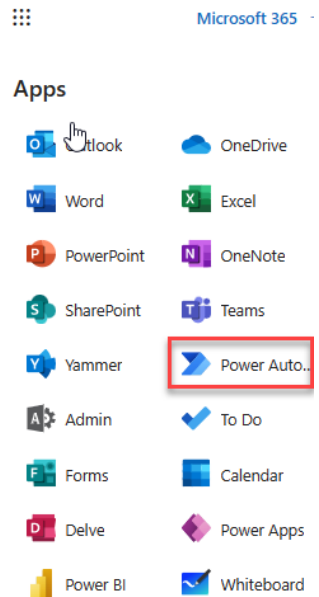 Microsoft 365
Apps
Outlook OneDrive
Word Excel
PowerPoint OneNote
SharePoint Teams
Yammer Power Auto...
Admin To Do
Forms Calendar
Delve Power Apps
Power BI Whiteboard